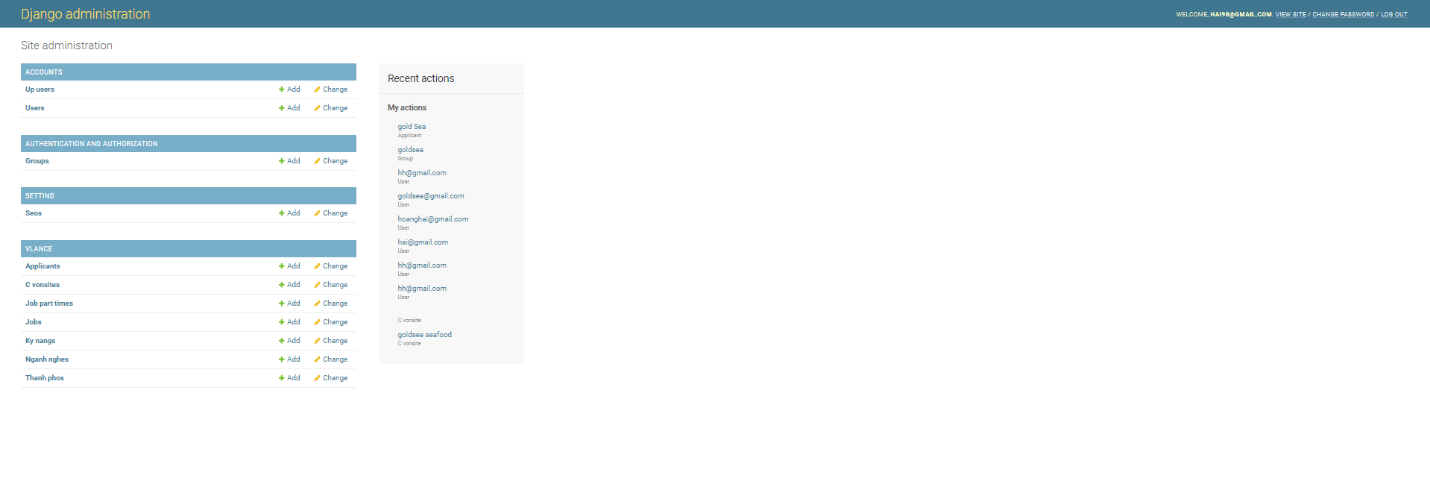 Django administration
WELCOME, HAI98@GMAIL.COM. VIEW SITE / CHANGE PASSWORD / LOG OUT
Site administration
ACCOUNTS
Up users Add Change
Users Add Change
AUTHENTICATION AND AUTHORIZATION
Groups Add Change
SETTING
Seos Add Change
VLANCE
Applicants Add Change
C vonsites Add Change
Job part times Add Change
Jobs Add Change
Ky nangs Add Change
Nganh nghes Add Change
Thanh phos Add Change
Recent actions
My actions
gold Sea
Applicant
goldsea
Group
hh@gmail.com
User
goldsea@gmail.com
User
hoanghai@gmail.com
User
hai@gmail.com
User
hh@gmail.com
User
hh@gmail.com
User
C vonsite
goldsea seafood
C vonsite